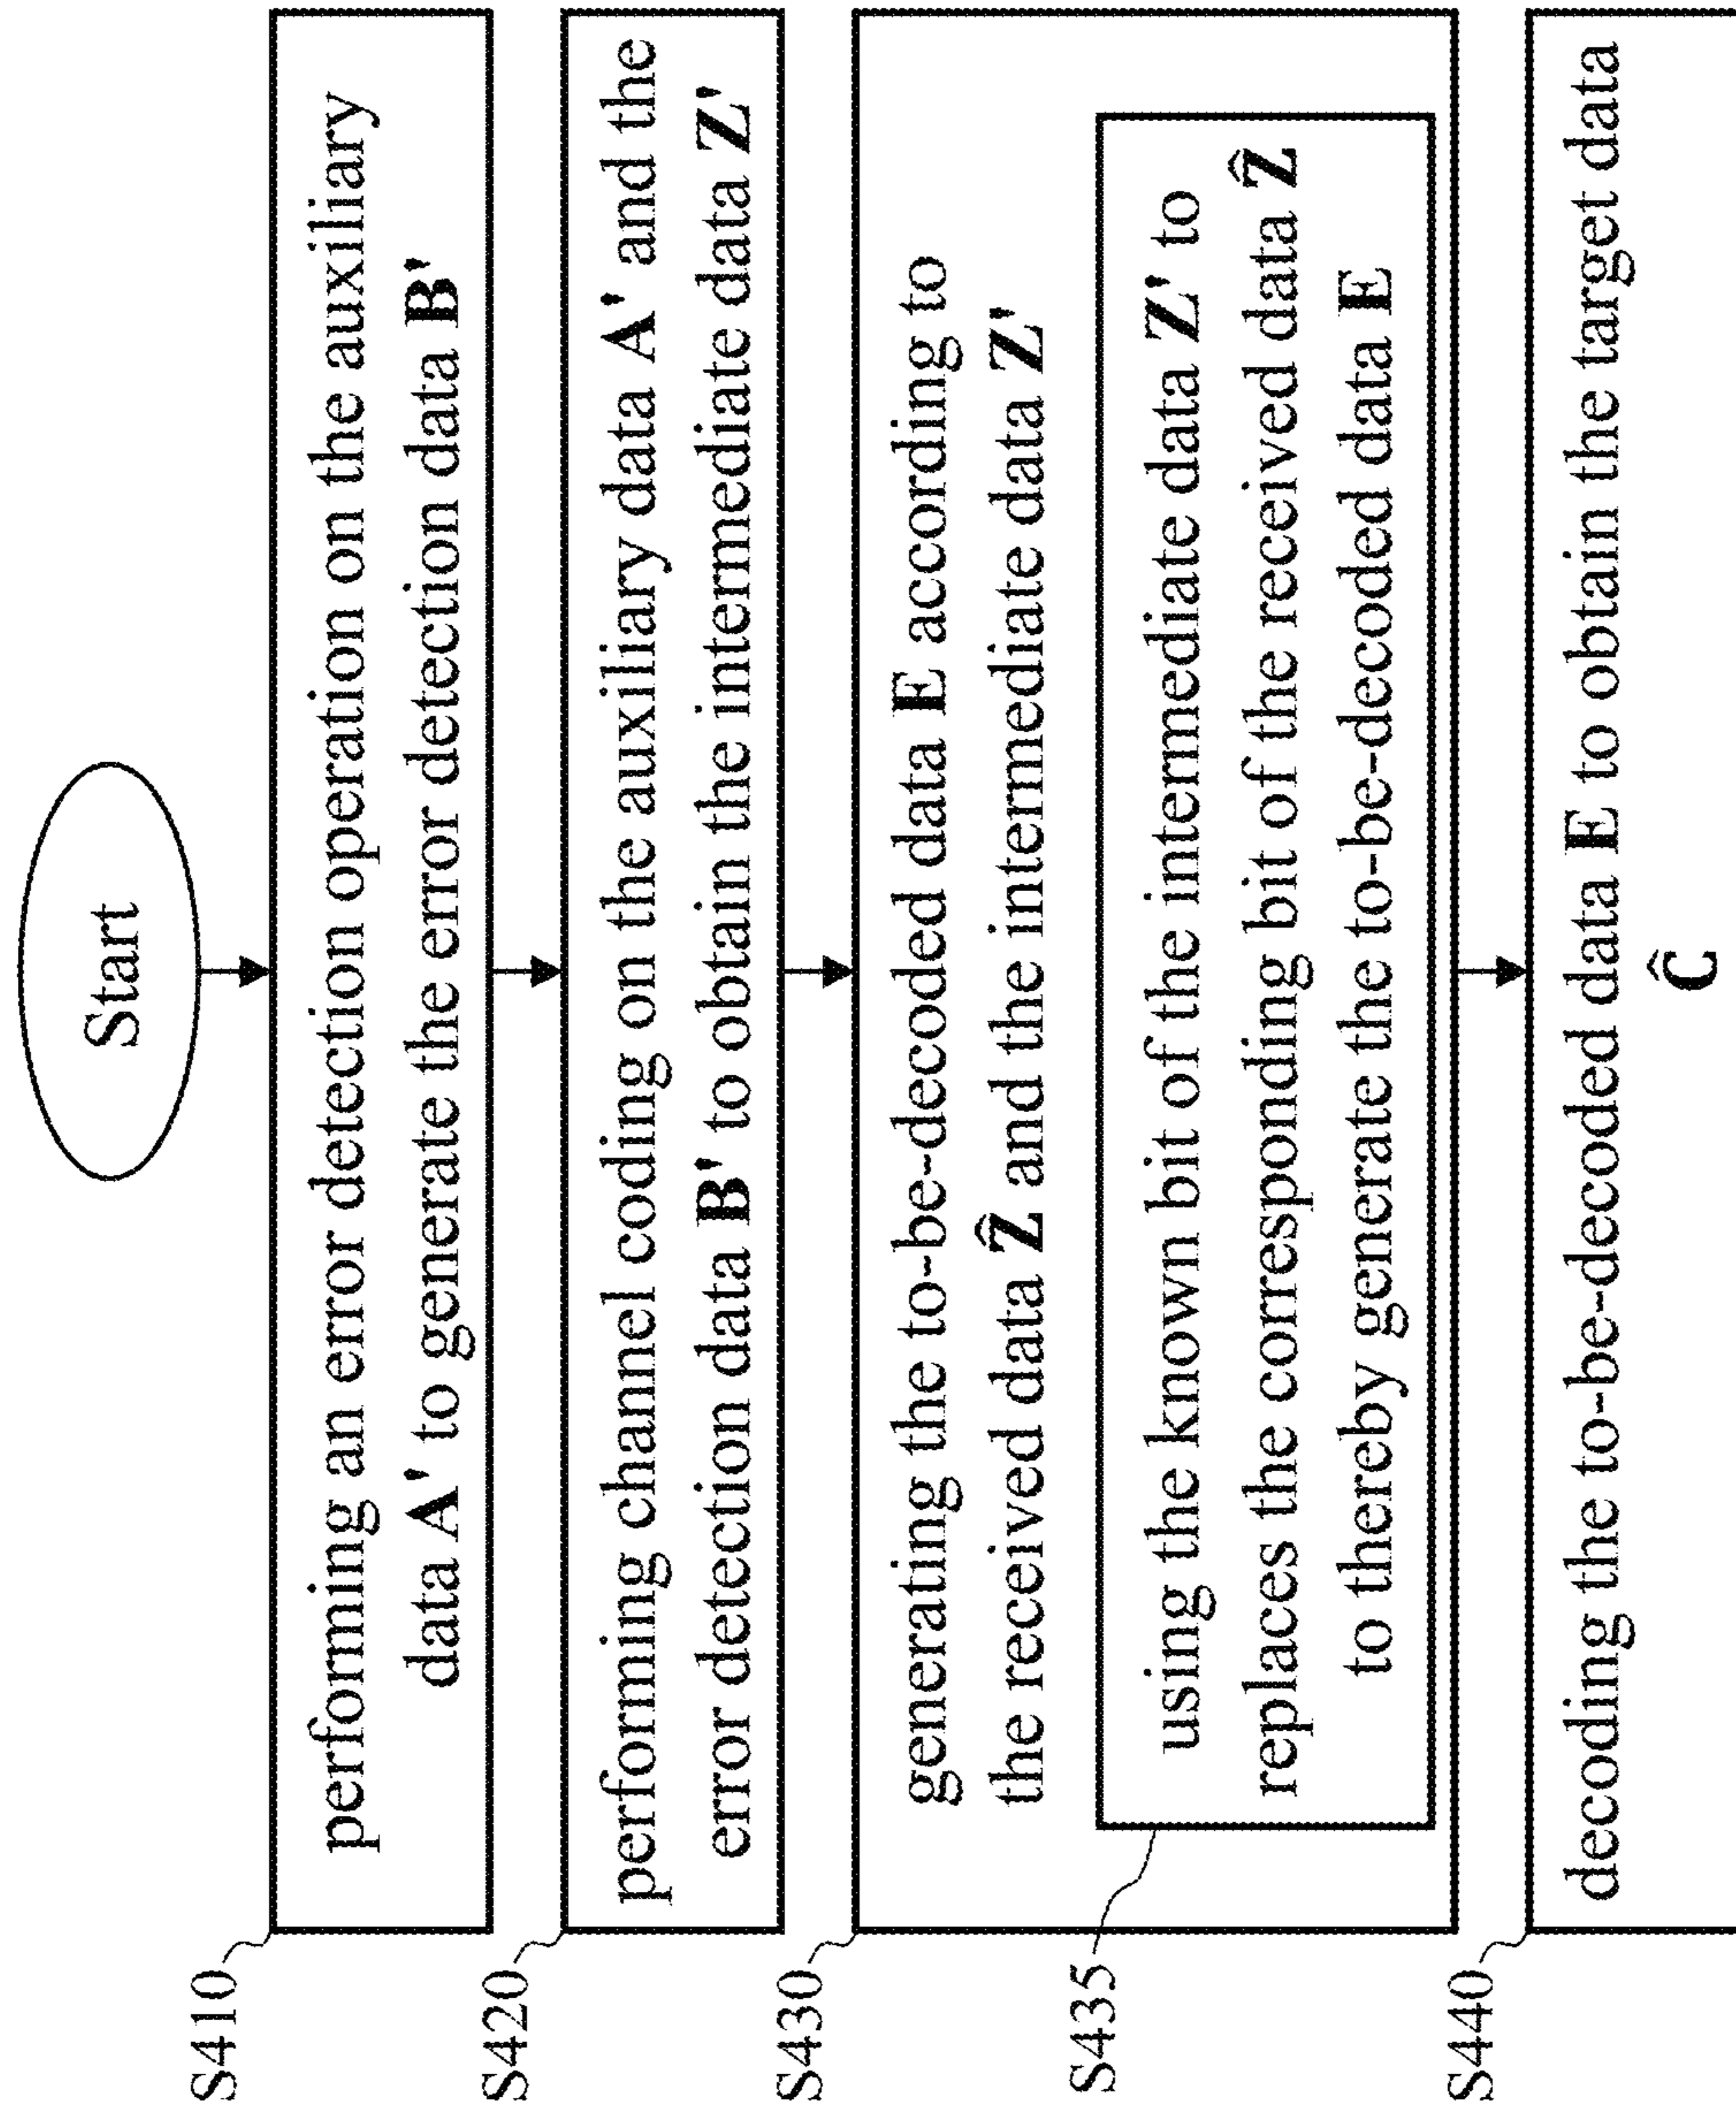 Start
S410
performing an error detection operation on the auxiliary
data A' to generate the error detection data B'
S420
performing channel coding on the auxiliary data A' and the
error detection data B' to obtain the intermediate data Z'
S430
generating the to-be-decoded data E according to
the received data Ẑ and the intermediate data Z'
S435
using the known bit of the intermediate data Z' to
replaces the corresponding bit of the received data Ẑ
to thereby generate the to-be-decoded data E
S440
decoding the to-be-decoded data E to obtain the target data
Ĉ